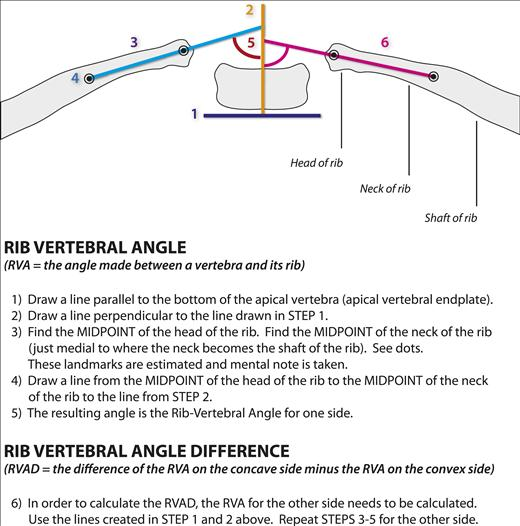 2
3
5
6
4
1
Head of rib
Neck of rib
Shaft of rib
RIB VERTEBRAL ANGLE
(RVA = the angle made between a vertebra and its rib)
1) Draw a line parallel to the bottom of the apical vertebra (apical vertebral endplate).
2) Draw a line perpendicular to the line drawn in STEP 1.
3) Find the MIDPOINT of the head of the rib. Find the MIDPOINT of the neck of the rib
(just medial to where the neck becomes the shaft of the rib). See dots.
These landmarks are estimated and mental note is taken.
4) Draw a line from the MIDPOINT of the head of the rib to the MIDPOINT of the neck
of the rib to the line from STEP 2.
5) The resulting angle is the Rib-Vertebral Angle for one side.
RIB VERTEBRAL ANGLE DIFFERENCE
(RVAD = the difference of the RVA on the concave side minus the RVA on the convex side)
6) In order to calculate the RVAD, the RVA for the other side needs to be calculated.
Use the lines created in STEP 1 and 2 above. Repeat STEPS 3-5 for the other side.